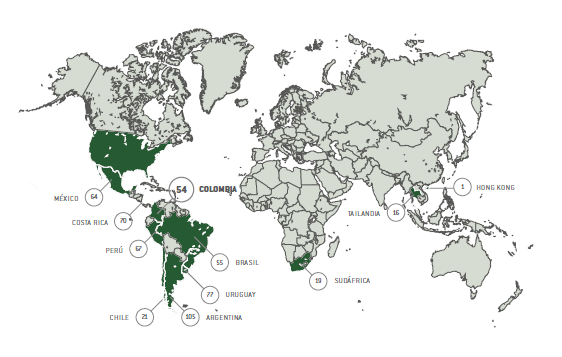 1 HONG KONG
54 COLOMBIA
MÉXICO 64
TAILANDIA 16
COSTA RICA 70
PERÚ 67
55 BRASIL
19 SUDÁFRICA
77 URUGUAY
CHILE 21
105 ARGENTINA